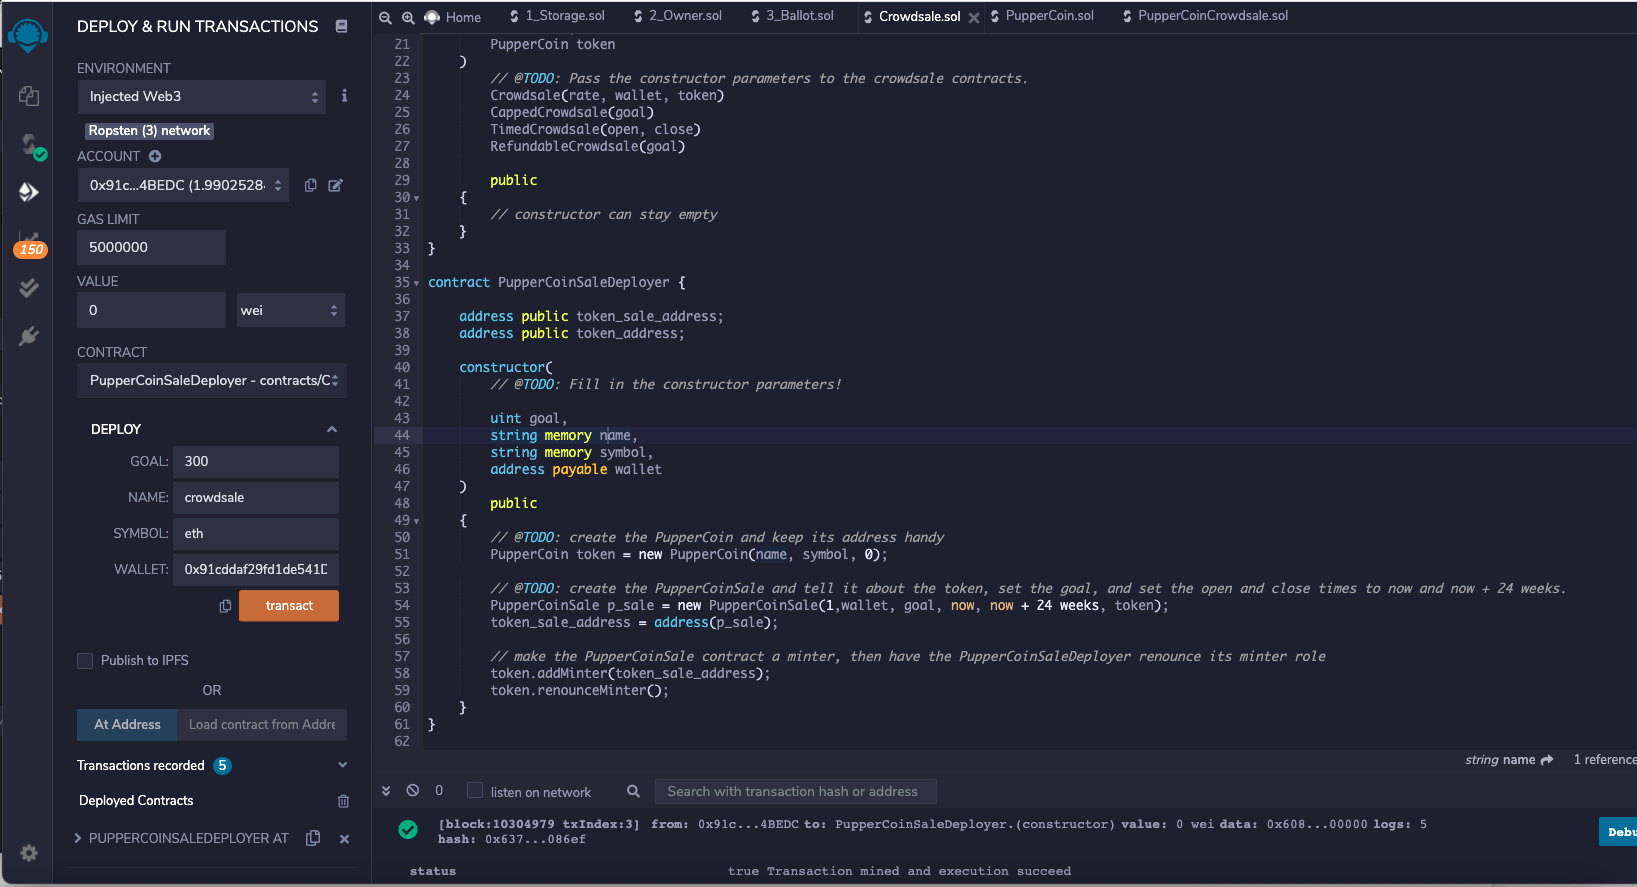 DEPLOY & RUN TRANSACTIONS
ENVIRONMENT
Injected Web3
Ropsten (3) network
ACCOUNT
0x91c...4BEDC (1.9902528
GAS LIMIT
5000000
VALUE
0
wei
CONTRACT
PupperCoinSaleDeployer - contracts/C
DEPLOY
GOAL: 300
NAME: crowdsale
SYMBOL: eth
WALLET: 0x91cddaf29fd1de541D
transact
Publish to IPFS
OR
At Address Load contract from Addre
Transactions recorded 5
Deployed Contracts
PUPPERCOINSALEDEPLOYER AT
150
Home 1_Storage.sol 2_Owner.sol 3_Ballot.sol Crowdsale.sol PupperCoin.sol PupperCoinCrowdsale.sol
21 PupperCoin token
22 )
23 // @TODO: Pass the constructor parameters to the crowdsale contracts.
24 Crowdsale(rate, wallet, token)
25 CappedCrowdsale(goal)
26 TimedCrowdsale(open, close)
27 RefundableCrowdsale(goal)
28
29 public
30 {
31 // constructor can stay empty
32 }
33 }
34
35 contract PupperCoinSaleDeployer {
36
37 address public token_sale_address;
38 address public token_address;
39
40 constructor(
41 // @TODO: Fill in the constructor parameters!
42
43 uint goal,
44 string memory name,
45 string memory symbol,
46 address payable wallet
47 )
48 public
49 {
50 // @TODO: create the PupperCoin and keep its address handy
51 PupperCoin token = new PupperCoin(name, symbol, 0);
52
53 // @TODO: create the PupperCoinSale and tell it about the token, set the goal, and set the open and close times to now and now + 24 weeks.
54 PupperCoinSale p_sale = new PupperCoinSale(1,wallet, goal, now, now + 24 weeks, token);
55 token_sale_address = address(p_sale);
56
57 // make the PupperCoinSale contract a minter, then have the PupperCoinSaleDeployer renounce its minter role
58 token.addMinter(token_sale_address);
59 token.renounceMinter();
60 }
61 }
62
string name 1 reference
0 listen on network Search with transaction hash or address
[block:10304979 txIndex:3] from: 0x91c...4BEDC to: PupperCoinSaleDeployer.(constructor) value: 0 wei data: 0x608...00000 logs: 5
hash: 0x637...086ef
Debu
status true Transaction mined and execution succeed